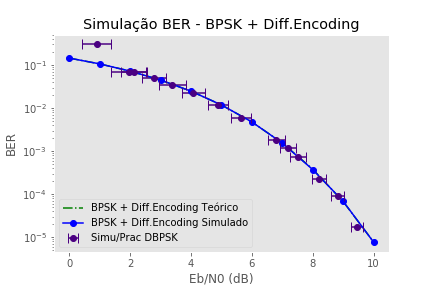 Simulação BER - BPSK + Diff.Encoding
10⁻¹
10⁻²
10⁻³
10⁻⁴
10⁻⁵
BER
BPSK + Diff.Encoding Teórico
BPSK + Diff.Encoding Simulado
Simu/Prac DBPSK
0 2 4 6 8 10
Eb/N0 (dB)